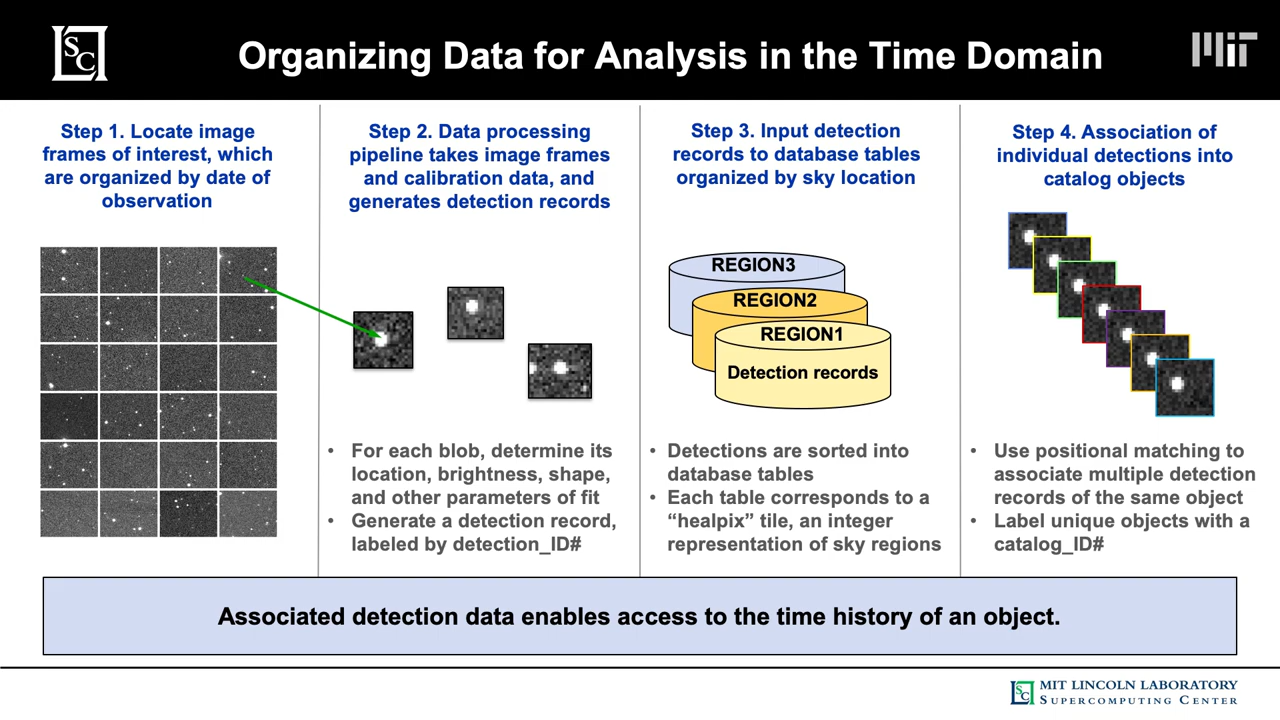 SC
Organizing Data for Analysis in the Time Domain
MIT
Step 1. Locate image
frames of interest, which
are organized by date of
observation
Step 2. Data processing
pipeline takes image frames
and calibration data, and
generates detection records
• For each blob, determine its
location, brightness, shape,
and other parameters of fit
• Generate a detection record,
labeled by detection_ID#
Step 3. Input detection
records to database tables
organized by sky location
REGION3
REGION2
REGION1
Detection records
• Detections are sorted into
database tables
• Each table corresponds to a
“healpix” tile, an integer
representation of sky regions
Step 4. Association of
individual detections into
catalog objects
• Use positional matching to
associate multiple detection
records of the same object
• Label unique objects with a
catalog_ID#
Associated detection data enables access to the time history of an object.
SC
MIT LINCOLN LABORATORY
SUPERCOMPUTING CENTER